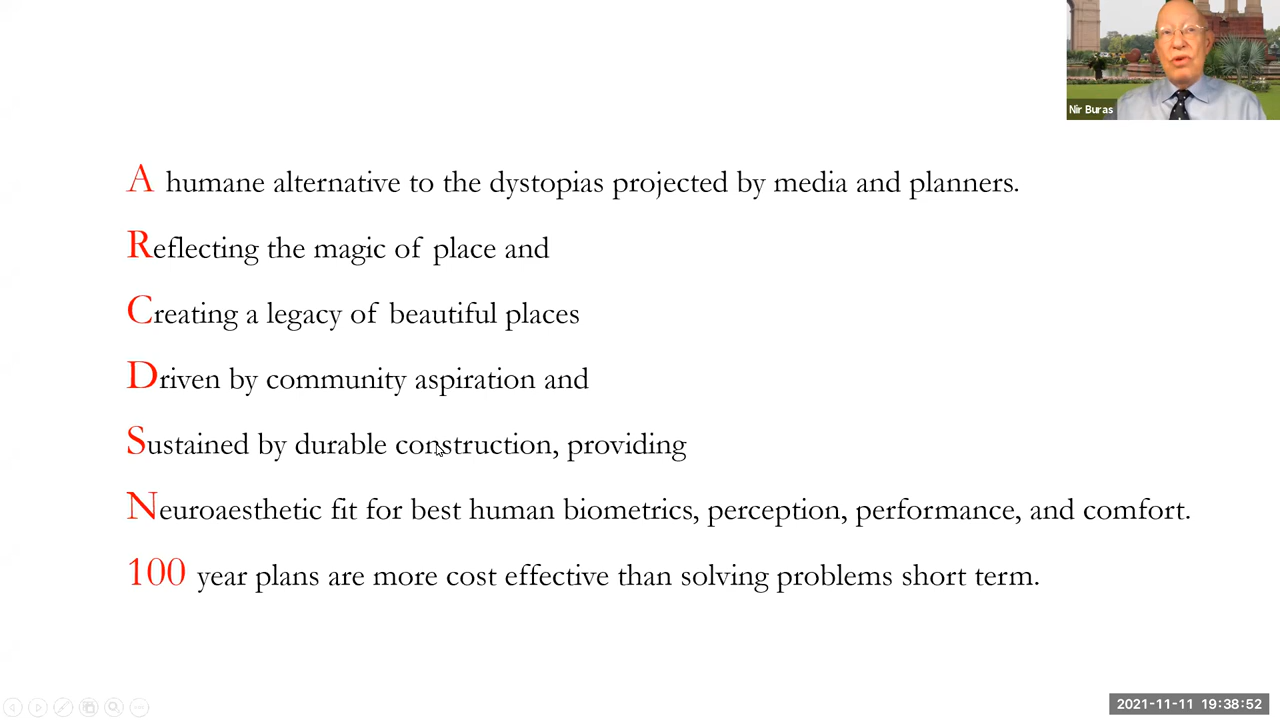 Nir Buras
A humane alternative to the dystopias projected by media and planners.
Reflecting the magic of place and
Creating a legacy of beautiful places
Driven by community aspiration and
Sustained by durable construction, providing
Neuroaesthetic fit for best human biometrics, perception, performance, and comfort.
100 year plans are more cost effective than solving problems short term.
2021-11-11 19:38:52